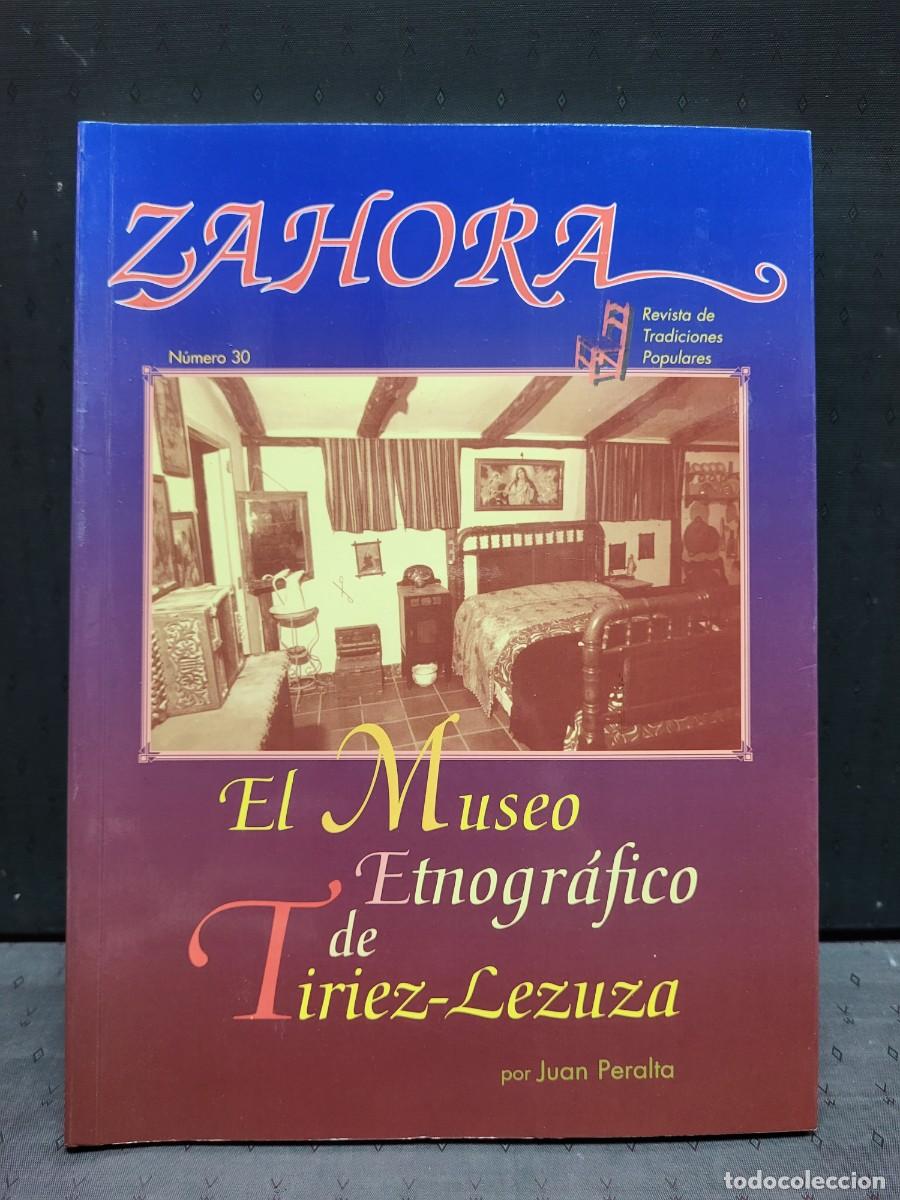 ZAHORA
Revista de
Tradiciones
Populares
Número 30
El Museo
Etnográfico
de
Tiriez-Lezuza
por Juan Peralta
todocoleccion